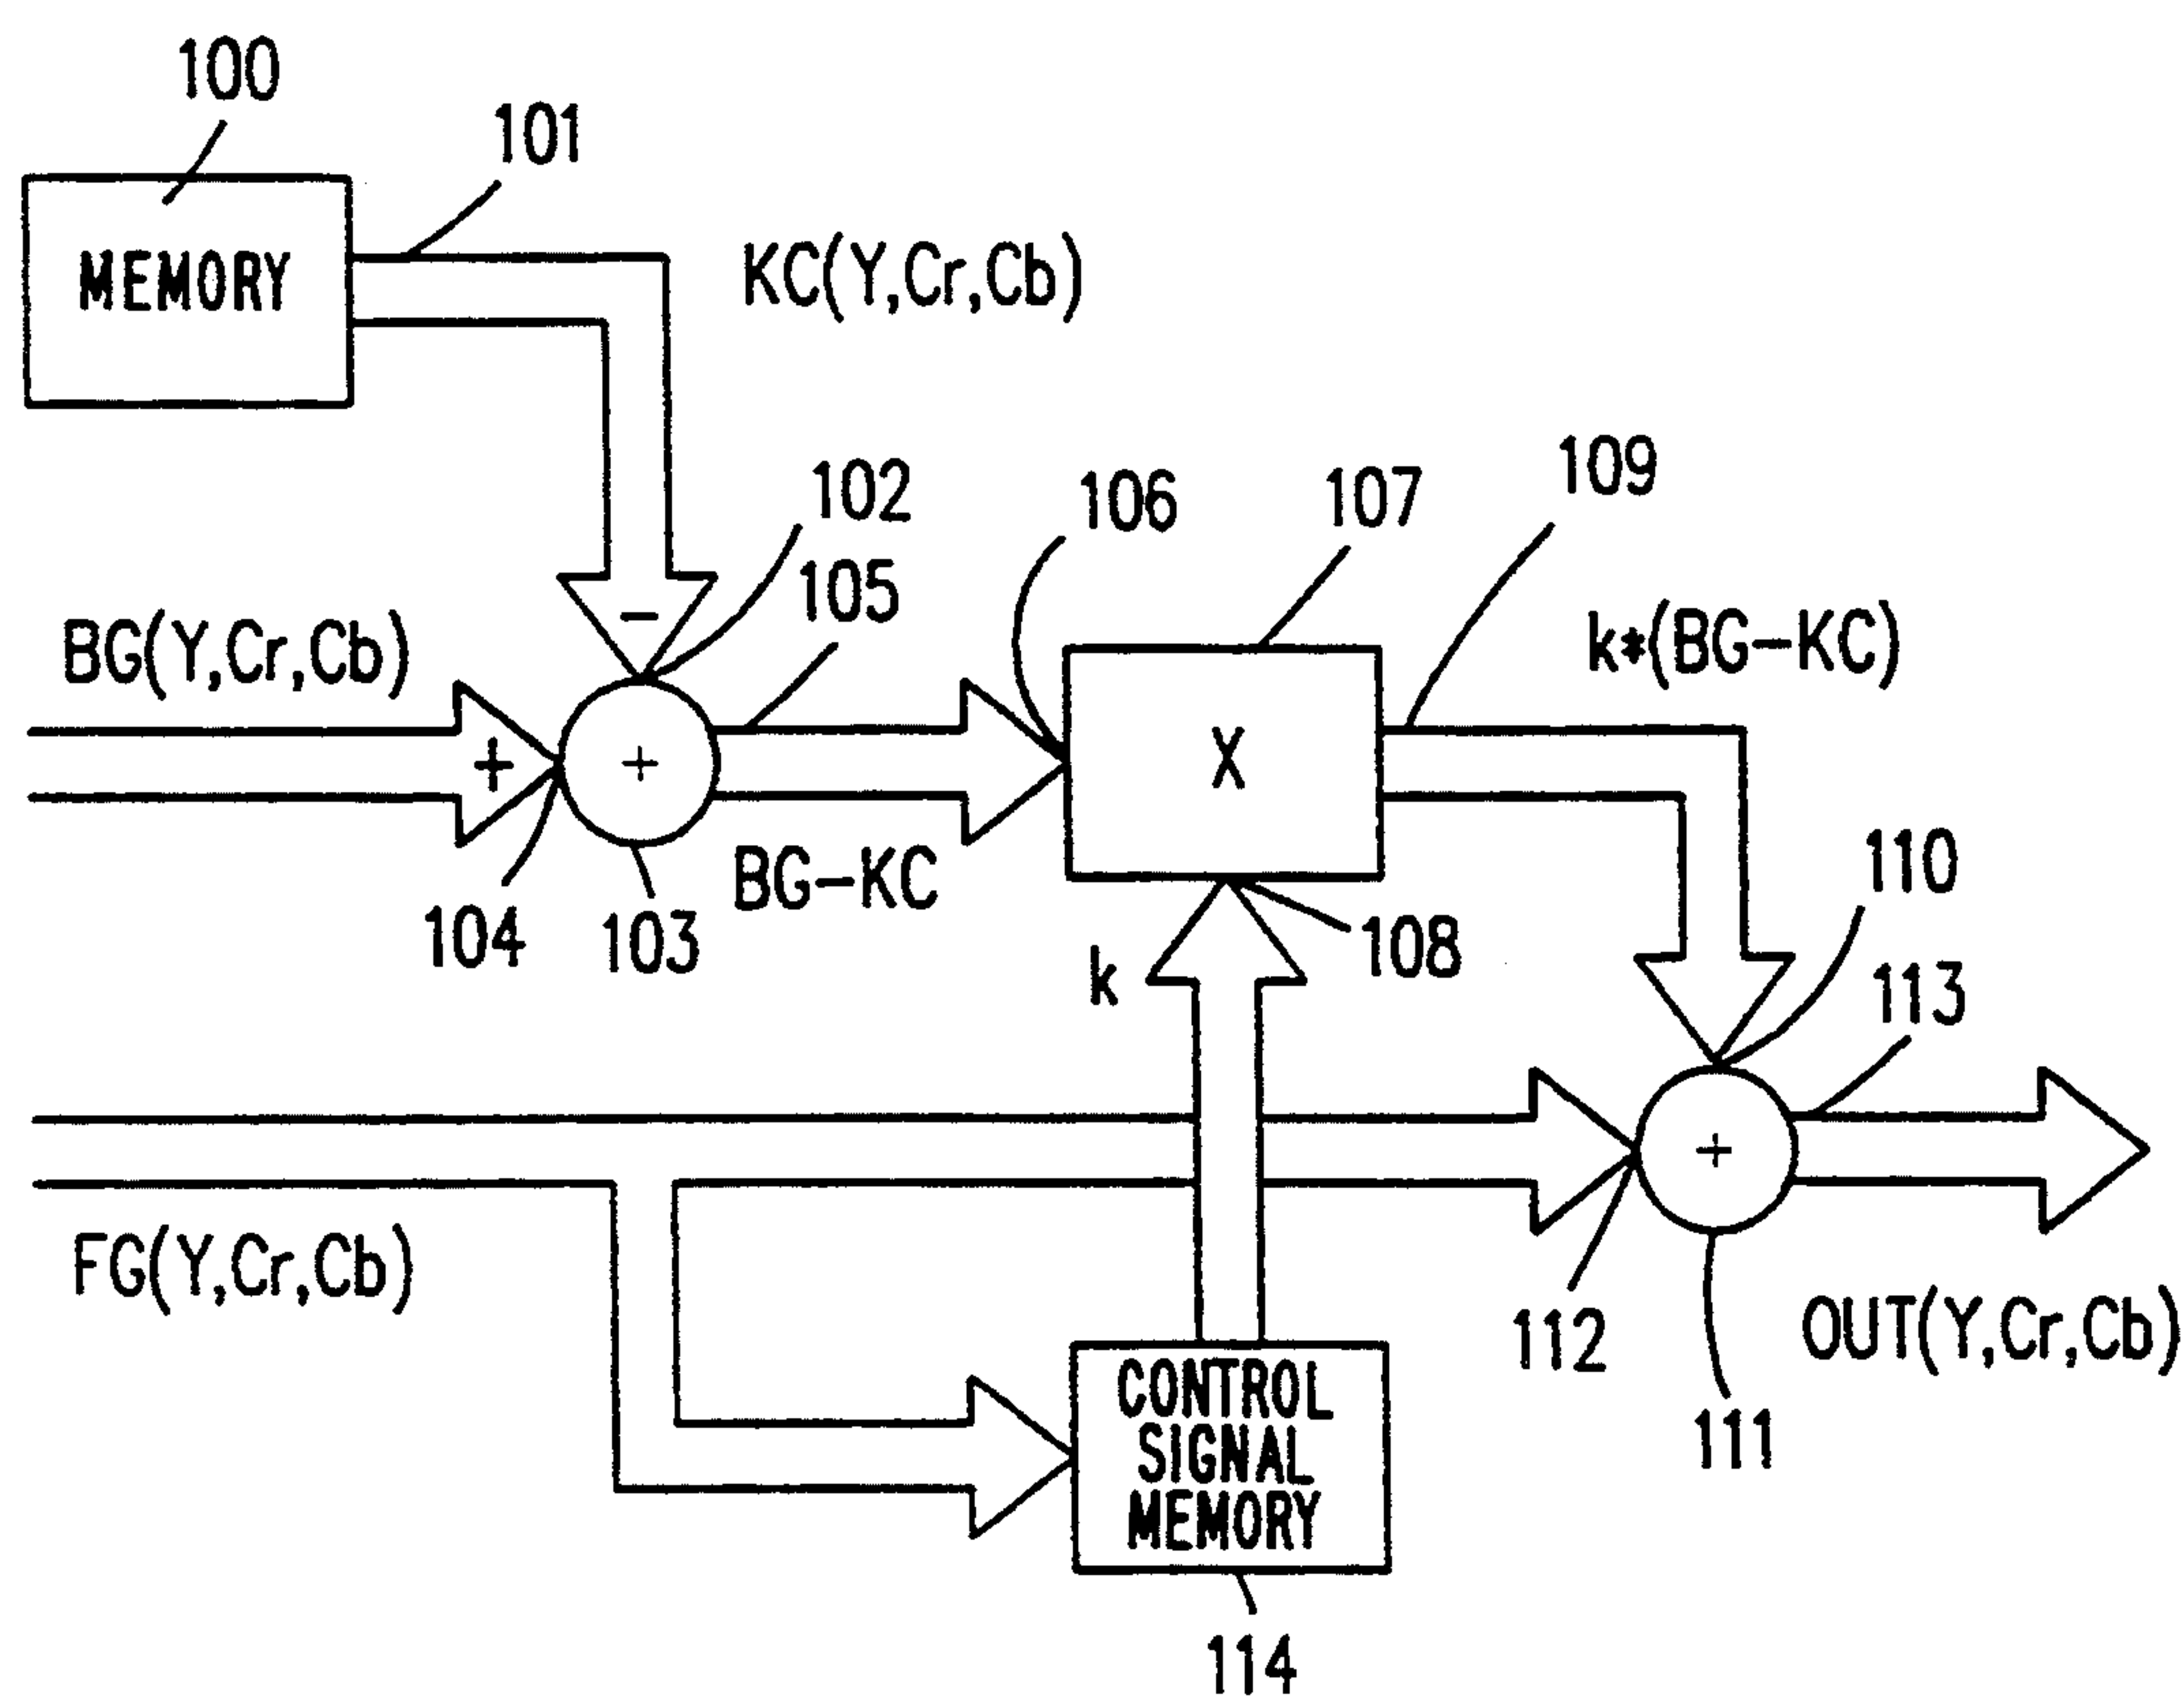 100
101
MEMORY
KC(Y,Cr,Cb)
102
105
106
107
109
BG(Y,Cr,Cb)
−
k*(BG−KC)
+
+
X
BG−KC
104
103
108
110
k
113
+
FG(Y,Cr,Cb)
112
OUT(Y,Cr,Cb)
111
CONTROL
SIGNAL
MEMORY
114